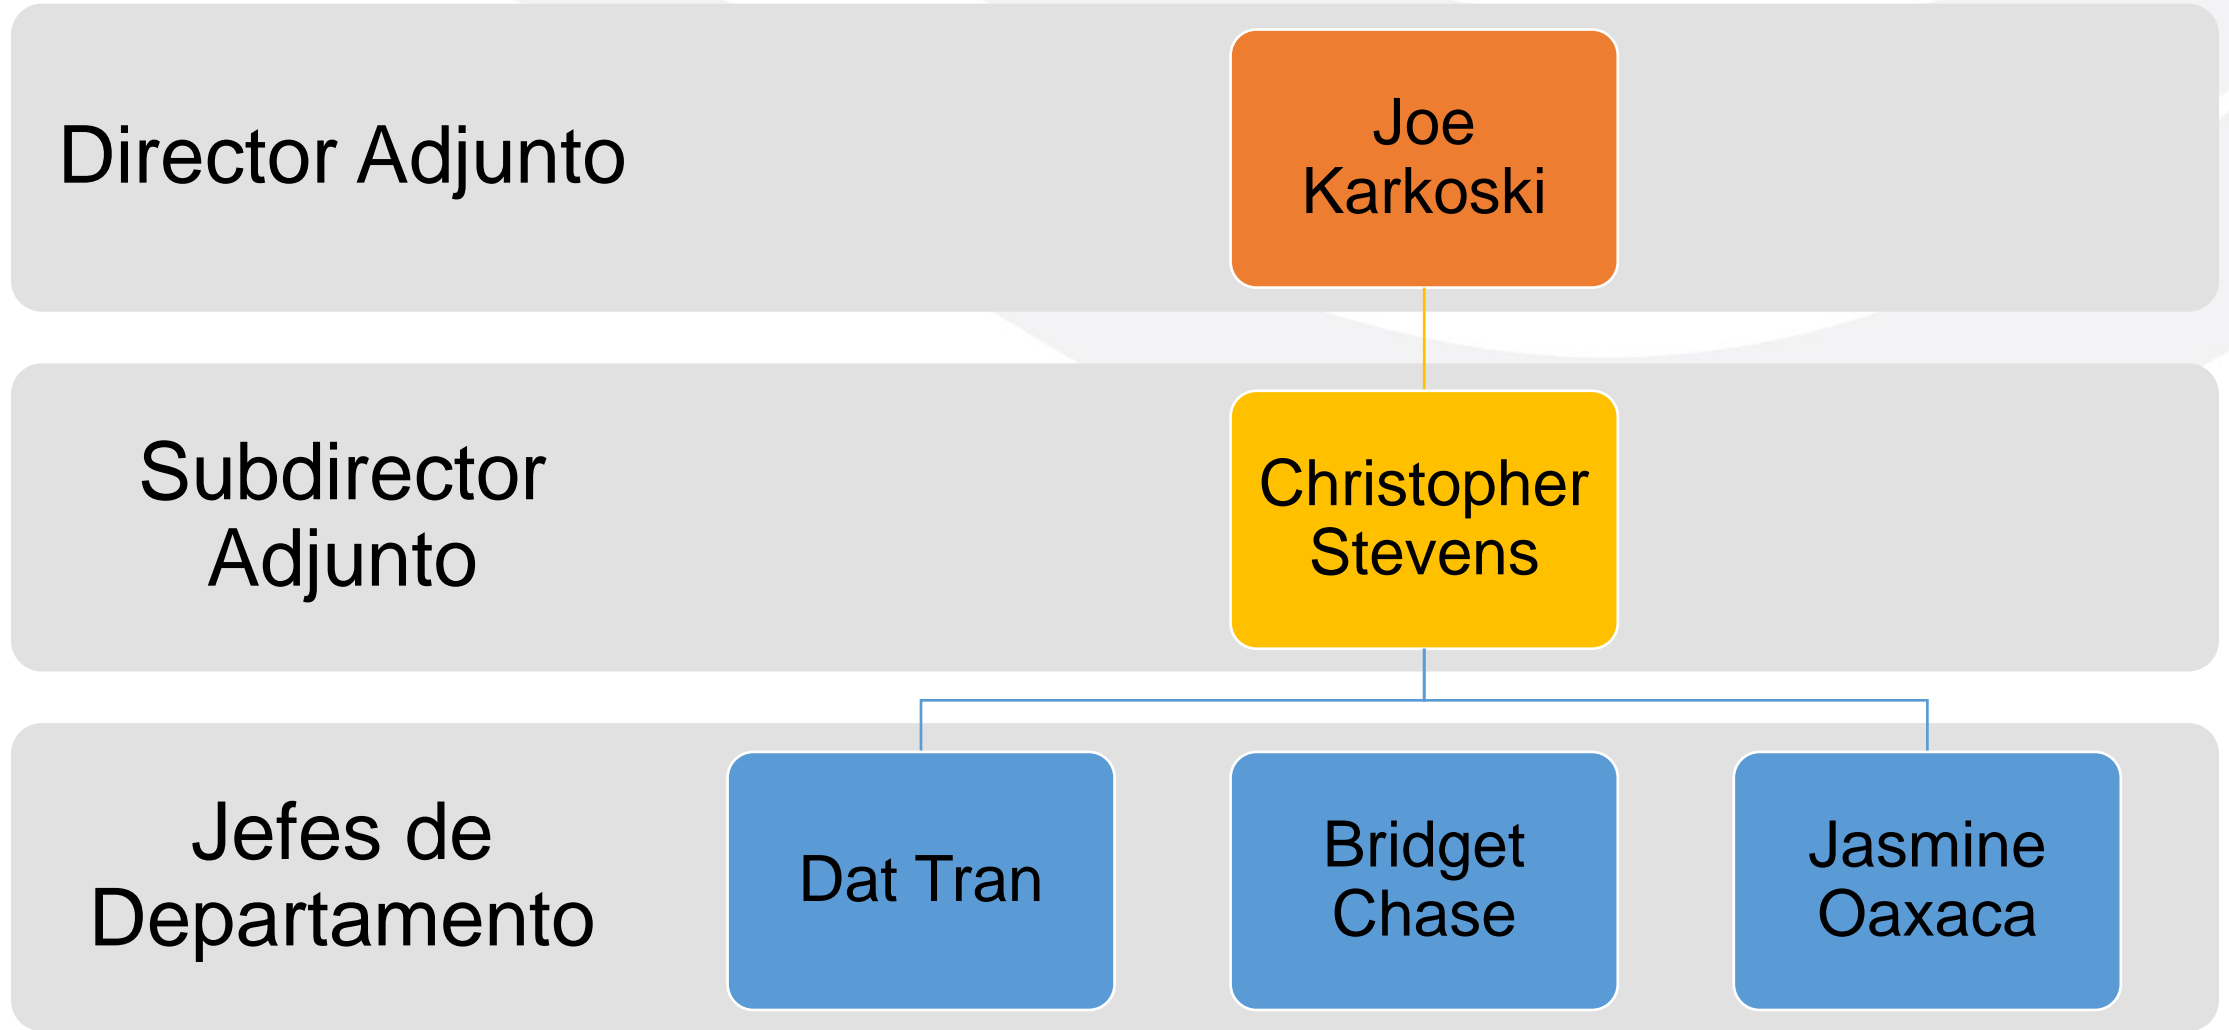 Director Adjunto
Joe
Karkoski
Subdirector
Adjunto
Christopher
Stevens
Jefes de
Departamento
Dat Tran
Bridget
Chase
Jasmine
Oaxaca